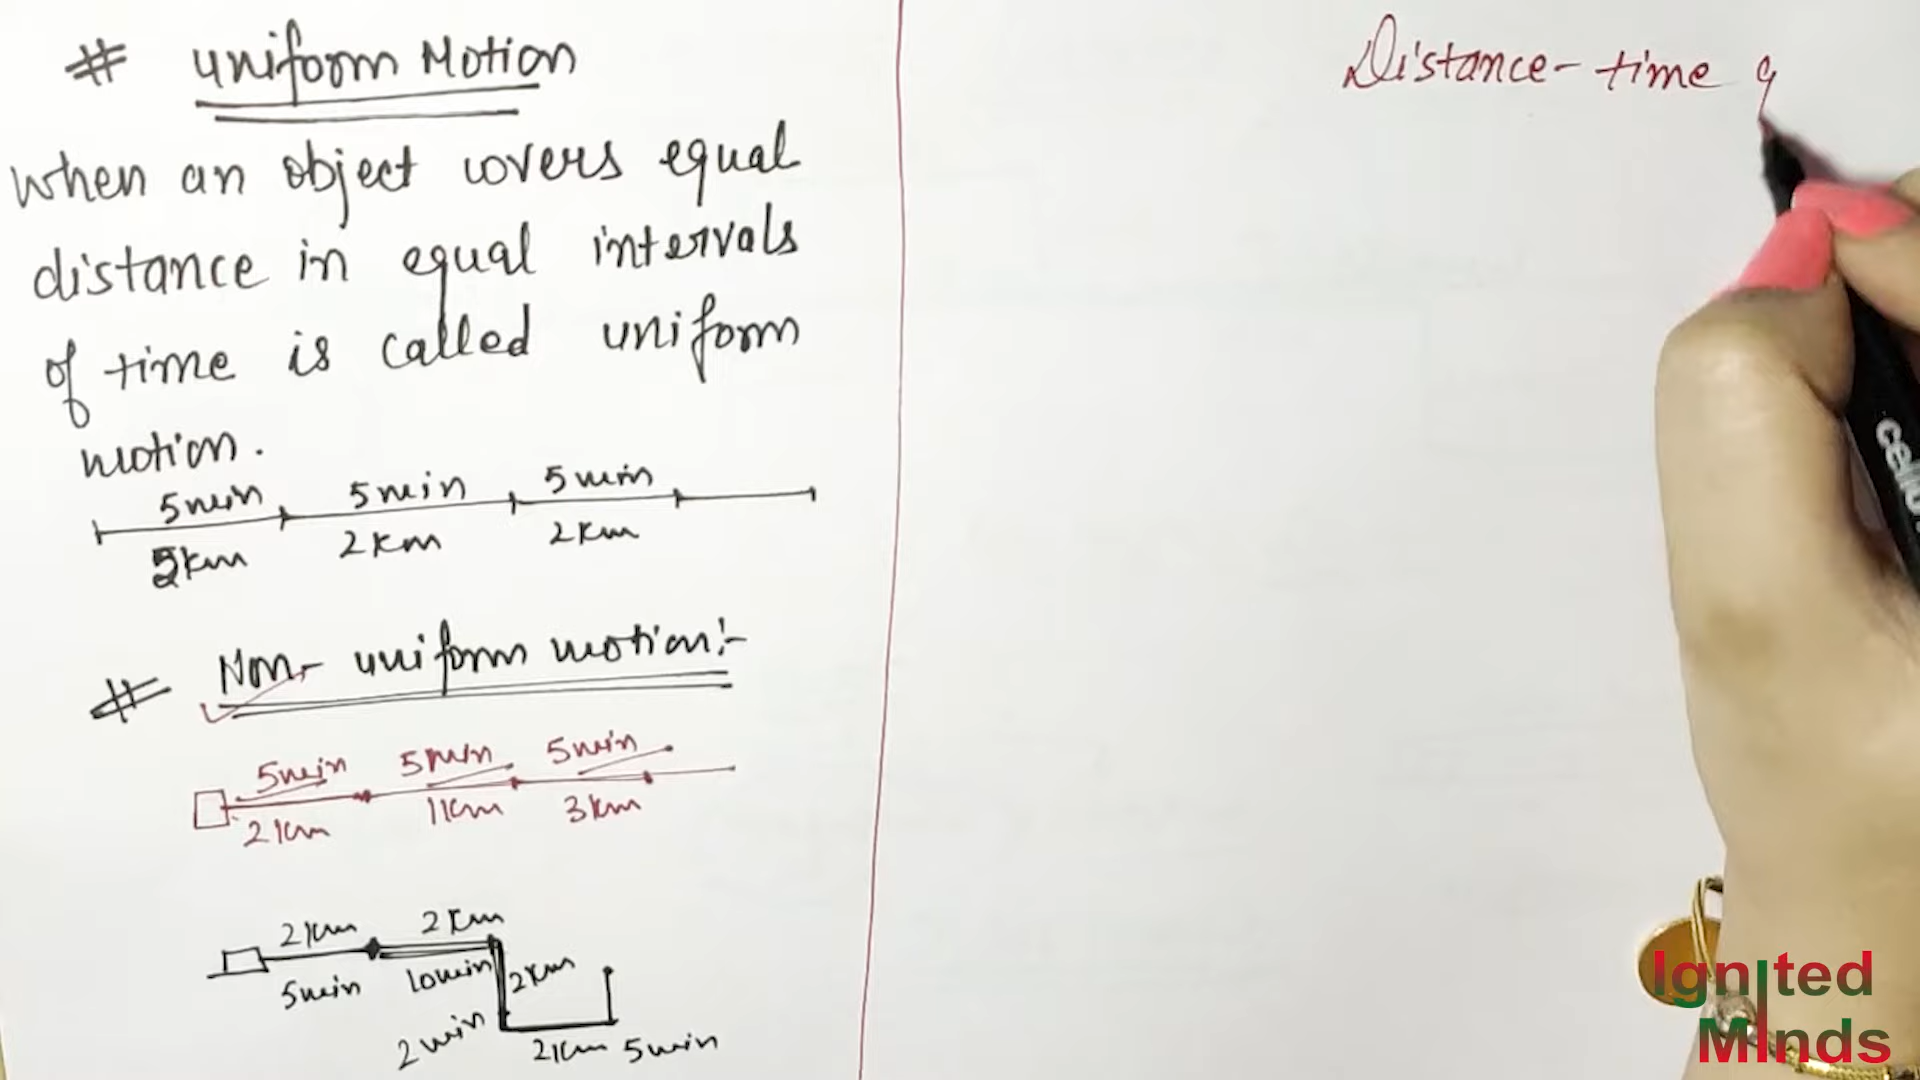 # uniform Motion
when an object covers equal
distance in equal intervals
of time is called uniform
motion.
5min 5min 5min
2km 2km
# Non- uniform motion:-
5min 5min 5min
2km 1km 3km
2km 2km
5min 10min 2km
2min
2km 5min
Distance- time g
cello
Ignited
Minds